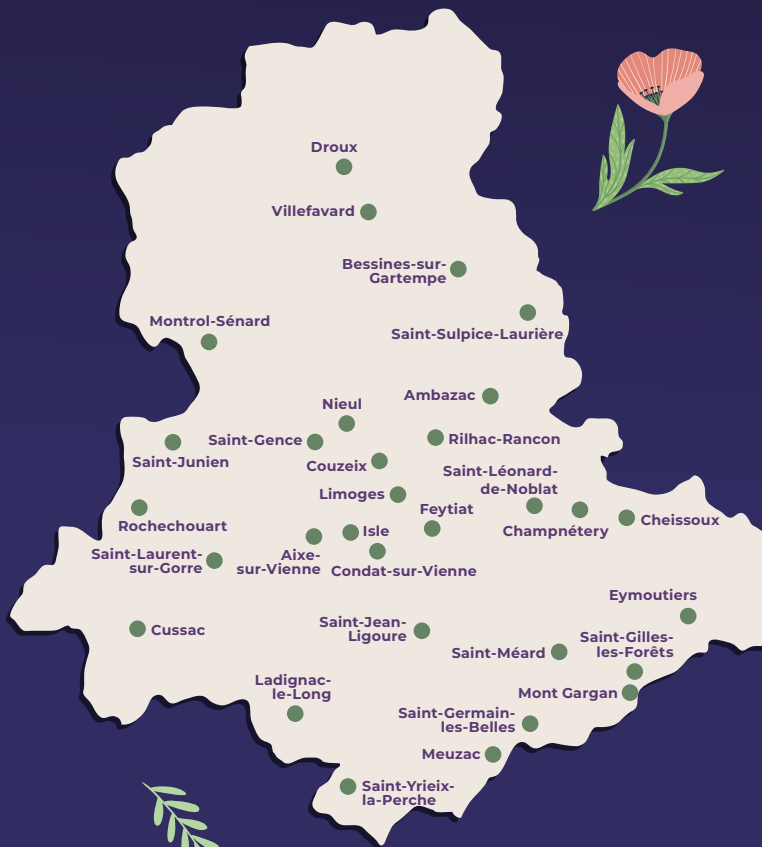 Droux
Villefavard
Bessines-sur-
Gartempe
Montrol-Sénard
Saint-Sulpice-Laurière
Ambazac
Nieul
Saint-Gence
Rilhac-Rancon
Saint-Junien
Couzeix
Saint-Léonard-
de-Noblat
Limoges
Feytiat
Rochechouart
Isle
Champnétery
Cheissoux
Saint-Laurent-
sur-Gorre
Aixe-
sur-Vienne
Condat-sur-Vienne
Eymoutiers
Cussac
Saint-Jean-
Ligoure
Saint-Gilles-
les-Forêts
Saint-Méard
Ladignac-
le-Long
Mont Gargan
Saint-Germain-
les-Belles
Meuzac
Saint-Yrieix-
la-Perche